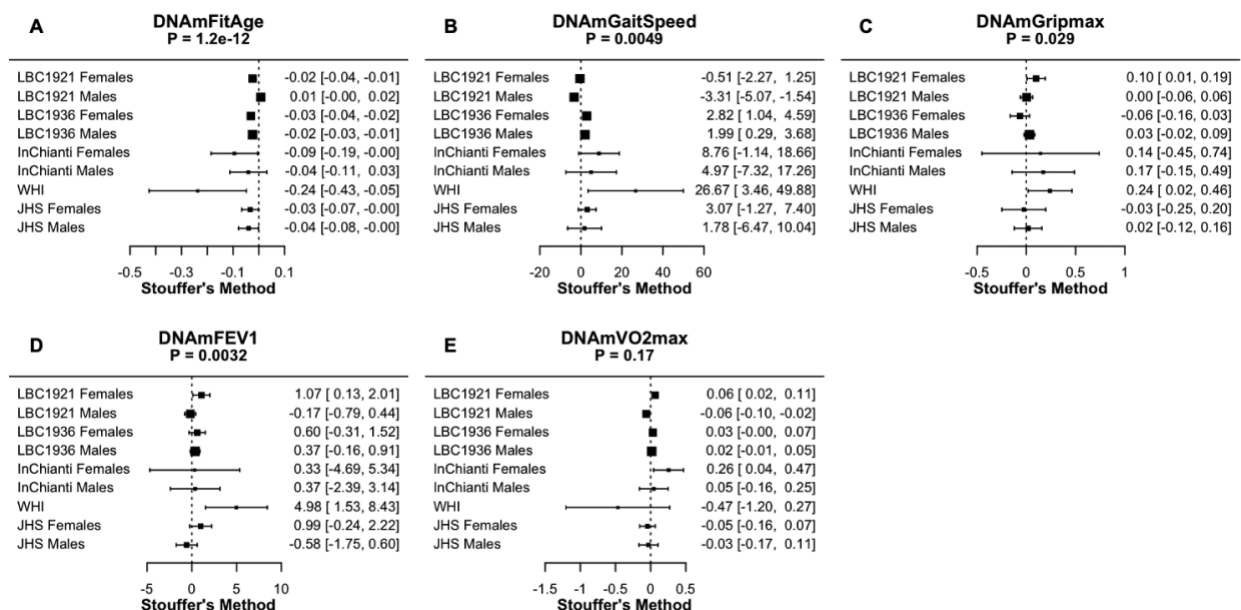 A
DNAmFitAge
P = 1.2e-12
LBC1921 Females -0.02 [-0.04, -0.01]
LBC1921 Males 0.01 [-0.00, 0.02]
LBC1936 Females -0.03 [-0.04, -0.02]
LBC1936 Males -0.02 [-0.03, -0.01]
InChianti Females -0.09 [-0.19, -0.00]
InChianti Males -0.04 [-0.11, 0.03]
WHI -0.24 [-0.43, -0.05]
JHS Females -0.03 [-0.07, -0.00]
JHS Males -0.04 [-0.08, -0.00]
-0.5 -0.3 -0.1 0.1
Stouffer's Method
B
DNAmGaitSpeed
P = 0.0049
LBC1921 Females -0.51 [-2.27, 1.25]
LBC1921 Males -3.31 [-5.07, -1.54]
LBC1936 Females 2.82 [ 1.04, 4.59]
LBC1936 Males 1.99 [ 0.29, 3.68]
InChianti Females 8.76 [-1.14, 18.66]
InChianti Males 4.97 [-7.32, 17.26]
WHI 26.67 [ 3.46, 49.88]
JHS Females 3.07 [-1.27, 7.40]
JHS Males 1.78 [-6.47, 10.04]
-20 0 20 40 60
Stouffer's Method
C
DNAmGripmax
P = 0.029
LBC1921 Females 0.10 [ 0.01, 0.19]
LBC1921 Males 0.00 [-0.06, 0.06]
LBC1936 Females -0.06 [-0.16, 0.03]
LBC1936 Males 0.03 [-0.02, 0.09]
InChianti Females 0.14 [-0.45, 0.74]
InChianti Males 0.17 [-0.15, 0.49]
WHI 0.24 [ 0.02, 0.46]
JHS Females -0.03 [-0.25, 0.20]
JHS Males 0.02 [-0.12, 0.16]
-0.5 0 0.5 1
Stouffer's Method
D
DNAmFEV1
P = 0.0032
LBC1921 Females 1.07 [ 0.13, 2.01]
LBC1921 Males -0.17 [-0.79, 0.44]
LBC1936 Females 0.60 [-0.31, 1.52]
LBC1936 Males 0.37 [-0.16, 0.91]
InChianti Females 0.33 [-4.69, 5.34]
InChianti Males 0.37 [-2.39, 3.14]
WHI 4.98 [ 1.53, 8.43]
JHS Females 0.99 [-0.24, 2.22]
JHS Males -0.58 [-1.75, 0.60]
-5 0 5 10
Stouffer's Method
E
DNAmVO2max
P = 0.17
LBC1921 Females 0.06 [ 0.02, 0.11]
LBC1921 Males -0.06 [-0.10, -0.02]
LBC1936 Females 0.03 [-0.00, 0.07]
LBC1936 Males 0.02 [-0.01, 0.05]
InChianti Females 0.26 [ 0.04, 0.47]
InChianti Males 0.05 [-0.16, 0.25]
WHI -0.47 [-1.20, 0.27]
JHS Females -0.05 [-0.16, 0.07]
JHS Males -0.03 [-0.17, 0.11]
-1.5 -1 -0.5 0 0.5
Stouffer's Method